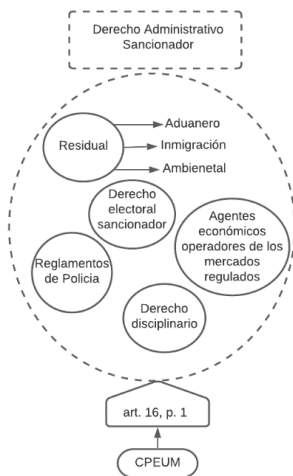 Derecho Administrativo
Sancionador
Residual
Aduanero
Inmigración
Ambienetal
Derecho
electoral
sancionador
Agentes
económicos
operadores de los
mercados
regulados
Reglamentos
de Policia
Derecho
disciplinario
art. 16, p. 1
CPEUM